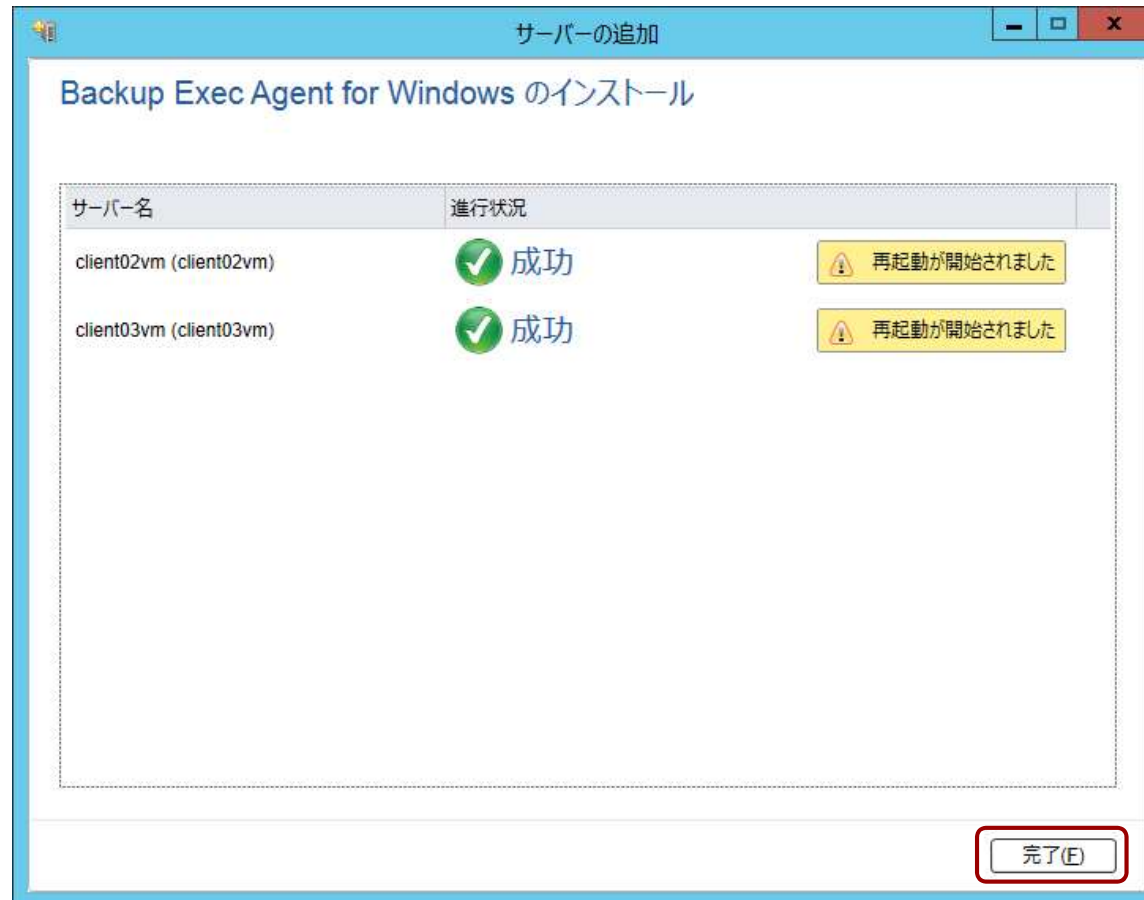 サーバーの追加
Backup Exec Agent for Windows のインストール
サーバー名 進行状況
client02vm (client02vm) 成功 再起動が開始されました
client03vm (client03vm) 成功 再起動が開始されました
完了(F)